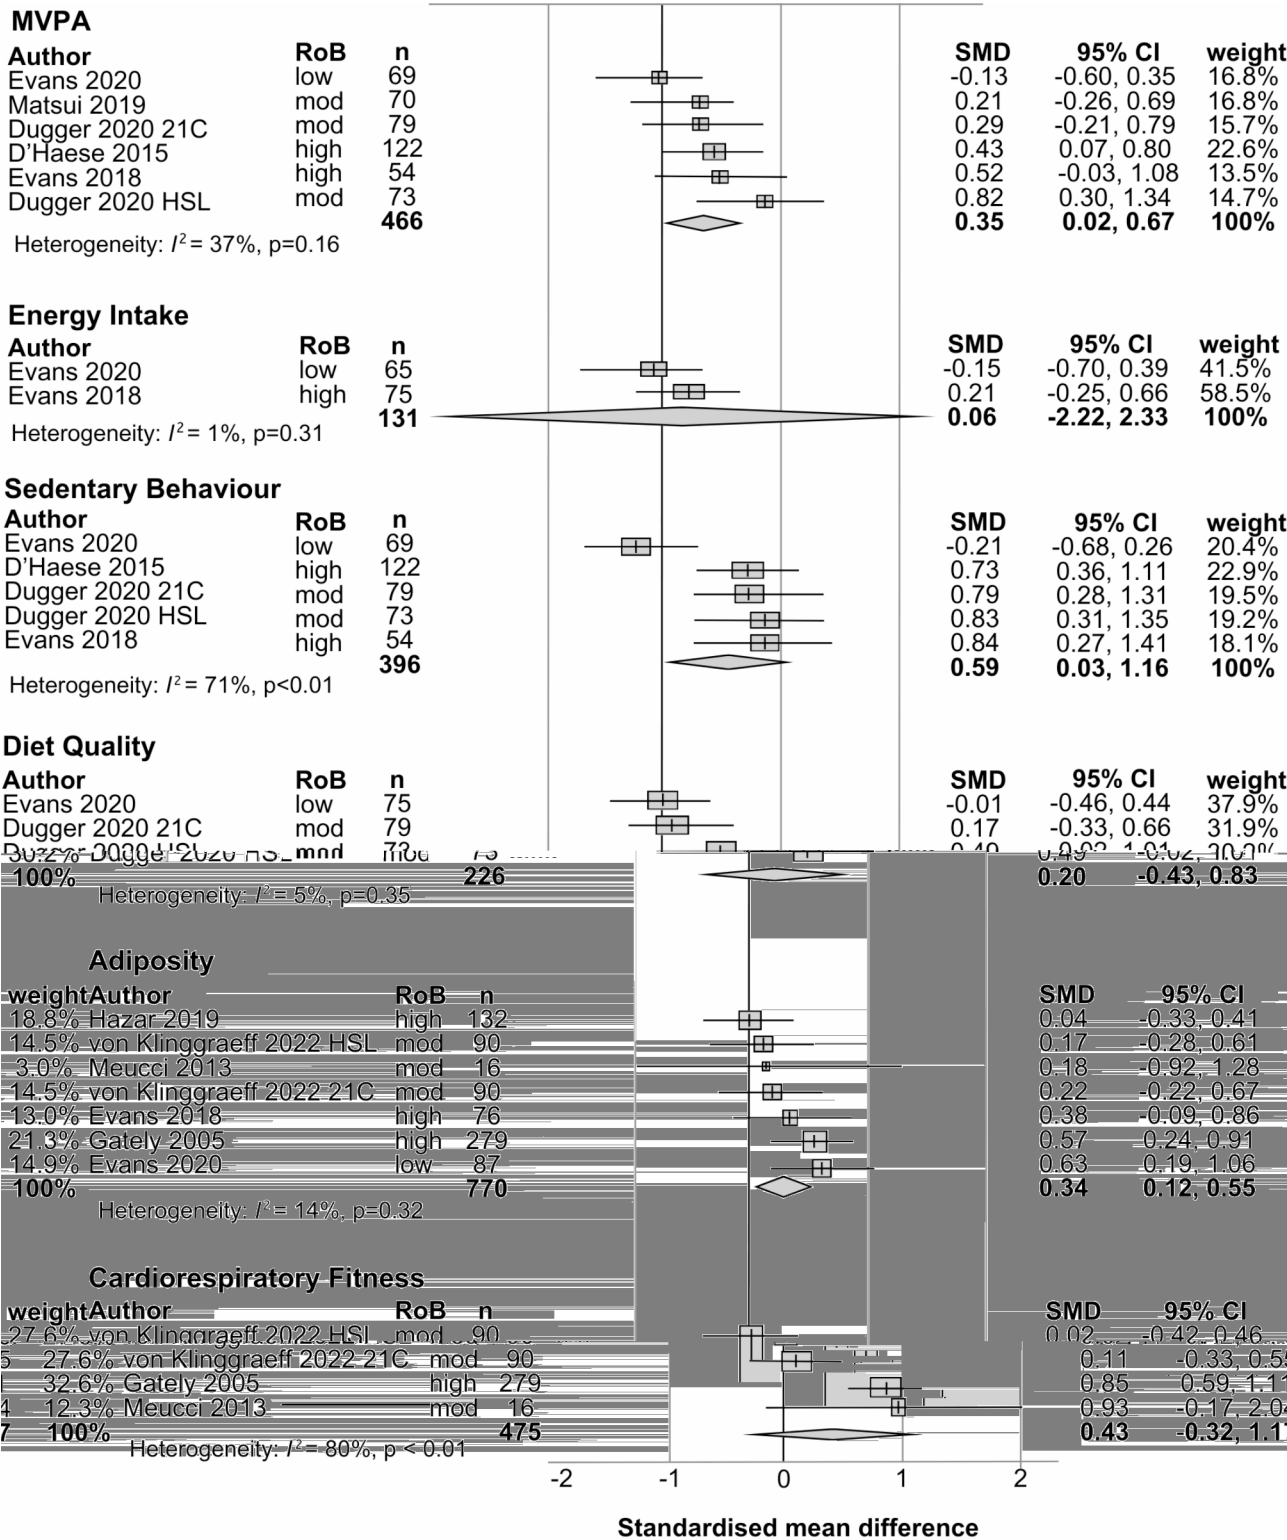 MVPA
Author RoB n SMD 95% CI weight
Evans 2020 low 69 -0.13 -0.60, 0.35 16.8%
Matsui 2019 mod 70 0.21 -0.26, 0.69 16.8%
Dugger 2020 21C mod 79 0.29 -0.21, 0.79 15.7%
D'Haese 2015 high 122 0.43 0.07, 0.80 22.6%
Evans 2018 high 54 0.52 -0.03, 1.08 13.5%
Dugger 2020 HSL mod 73 0.82 0.30, 1.34 14.7%
466 0.35 0.02, 0.67 100%
Heterogeneity: I² = 37%, p=0.16
Energy Intake
Author RoB n SMD 95% CI weight
Evans 2020 low 65 -0.15 -0.70, 0.39 41.5%
Evans 2018 high 75 0.21 -0.25, 0.66 58.5%
131 0.06 -2.22, 2.33 100%
Heterogeneity: I² = 1%, p=0.31
Sedentary Behaviour
Author RoB n SMD 95% CI weight
Evans 2020 low 69 -0.21 -0.68, 0.26 20.4%
D'Haese 2015 high 122 0.73 0.36, 1.11 22.9%
Dugger 2020 21C mod 79 0.79 0.28, 1.31 19.5%
Dugger 2020 HSL mod 73 0.83 0.31, 1.35 19.2%
Evans 2018 high 54 0.84 0.27, 1.41 18.1%
396 0.59 0.03, 1.16 100%
Heterogeneity: I² = 71%, p<0.01
Diet Quality
Author RoB n SMD 95% CI weight
Evans 2020 low 75 -0.01 -0.46, 0.44 37.9%
Dugger 2020 21C mod 79 0.17 -0.33, 0.66 31.9%
100% 226 0.20 -0.43, 0.83
Heterogeneity: I² = 5%, p=0.35
Adiposity
weight Author RoB n SMD 95% CI
18.8% Hazar 2019 high 132 0.04 -0.33, 0.41
14.5% von Klinggraeff 2022 HSL mod 90 0.17 -0.28, 0.61
3.0% Meucci 2013 mod 16 0.18 -0.92, 1.28
14.5% von Klinggraeff 2022 21C mod 90 0.22 -0.22, 0.67
13.0% Evans 2018 high 76 0.38 -0.09, 0.86
21.3% Gately 2005 high 279 0.57 0.24, 0.91
14.9% Evans 2020 low 87 0.63 0.19, 1.06
100% 770 0.34 0.12, 0.55
Heterogeneity: I² = 14%, p=0.32
Cardiorespiratory Fitness
weight Author RoB n SMD 95% CI
27.6% von Klinggraeff 2022 HSL mod 90 0.02 -0.42, 0.46
27.6% von Klinggraeff 2022 21C mod 90 0.11 -0.33, 0.5
32.6% Gately 2005 high 279 0.85 0.59, 1.1
4 12.3% Meucci 2013 mod 16 0.93 -0.17, 2.0
7 100% 475 0.43 -0.32, 1.1
Heterogeneity: I² = 80%, p < 0.01
-2 -1 0 1 2
Standardised mean difference